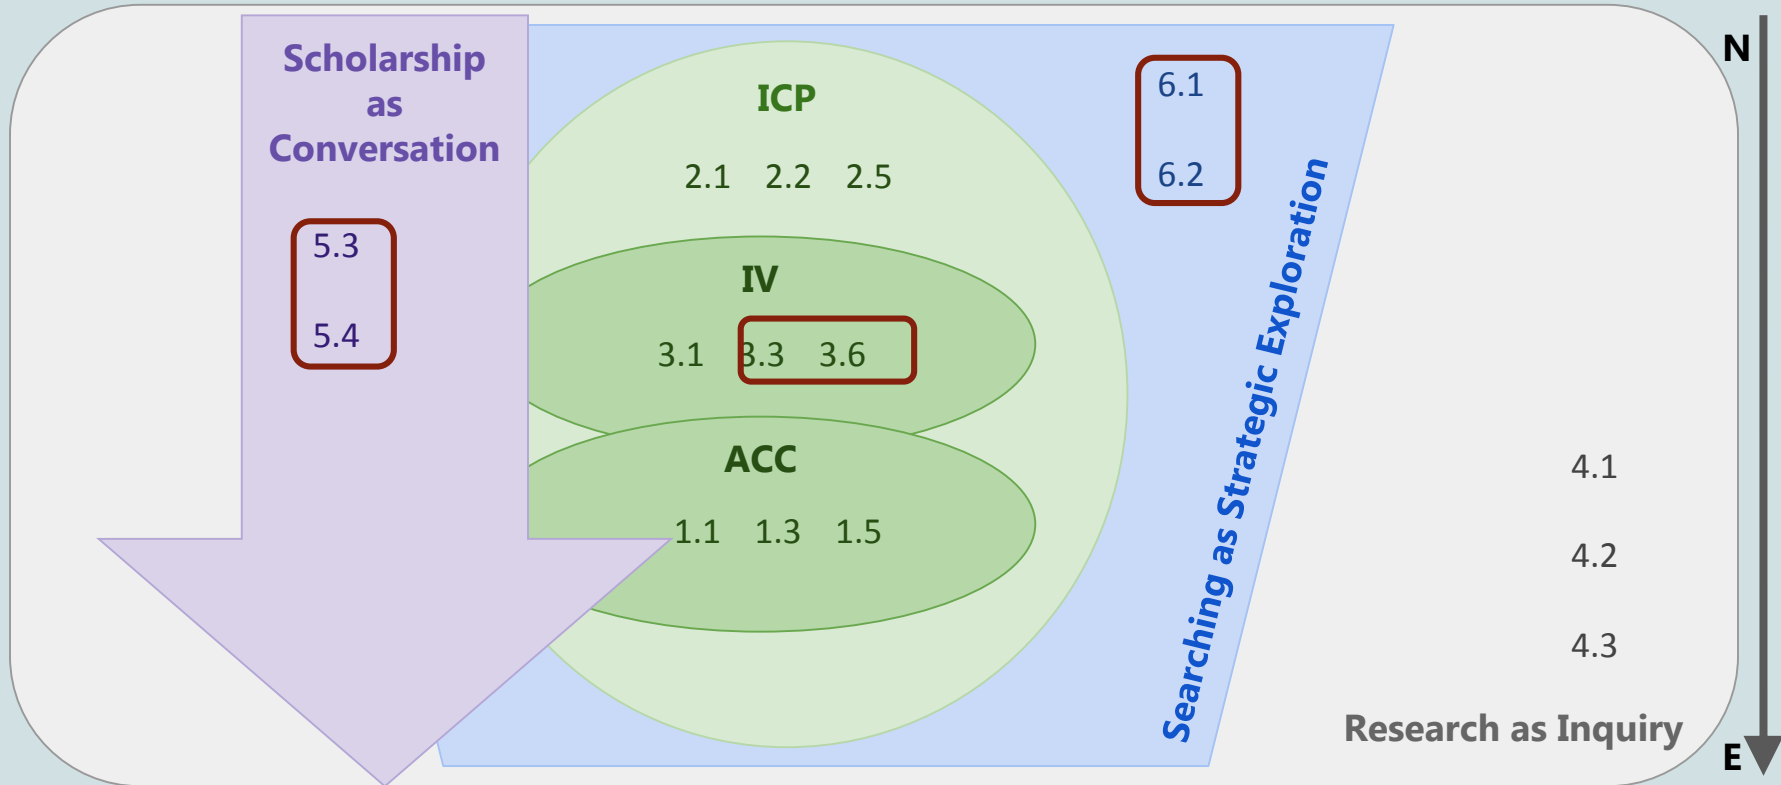 Scholarship
as
Conversation
5.3
5.4
ICP
2.1 2.2 2.5
IV
3.1 3.3 3.6
ACC
1.1 1.3 1.5
6.1
6.2
Searching as Strategic Exploration
4.1
4.2
4.3
Research as Inquiry
N
E